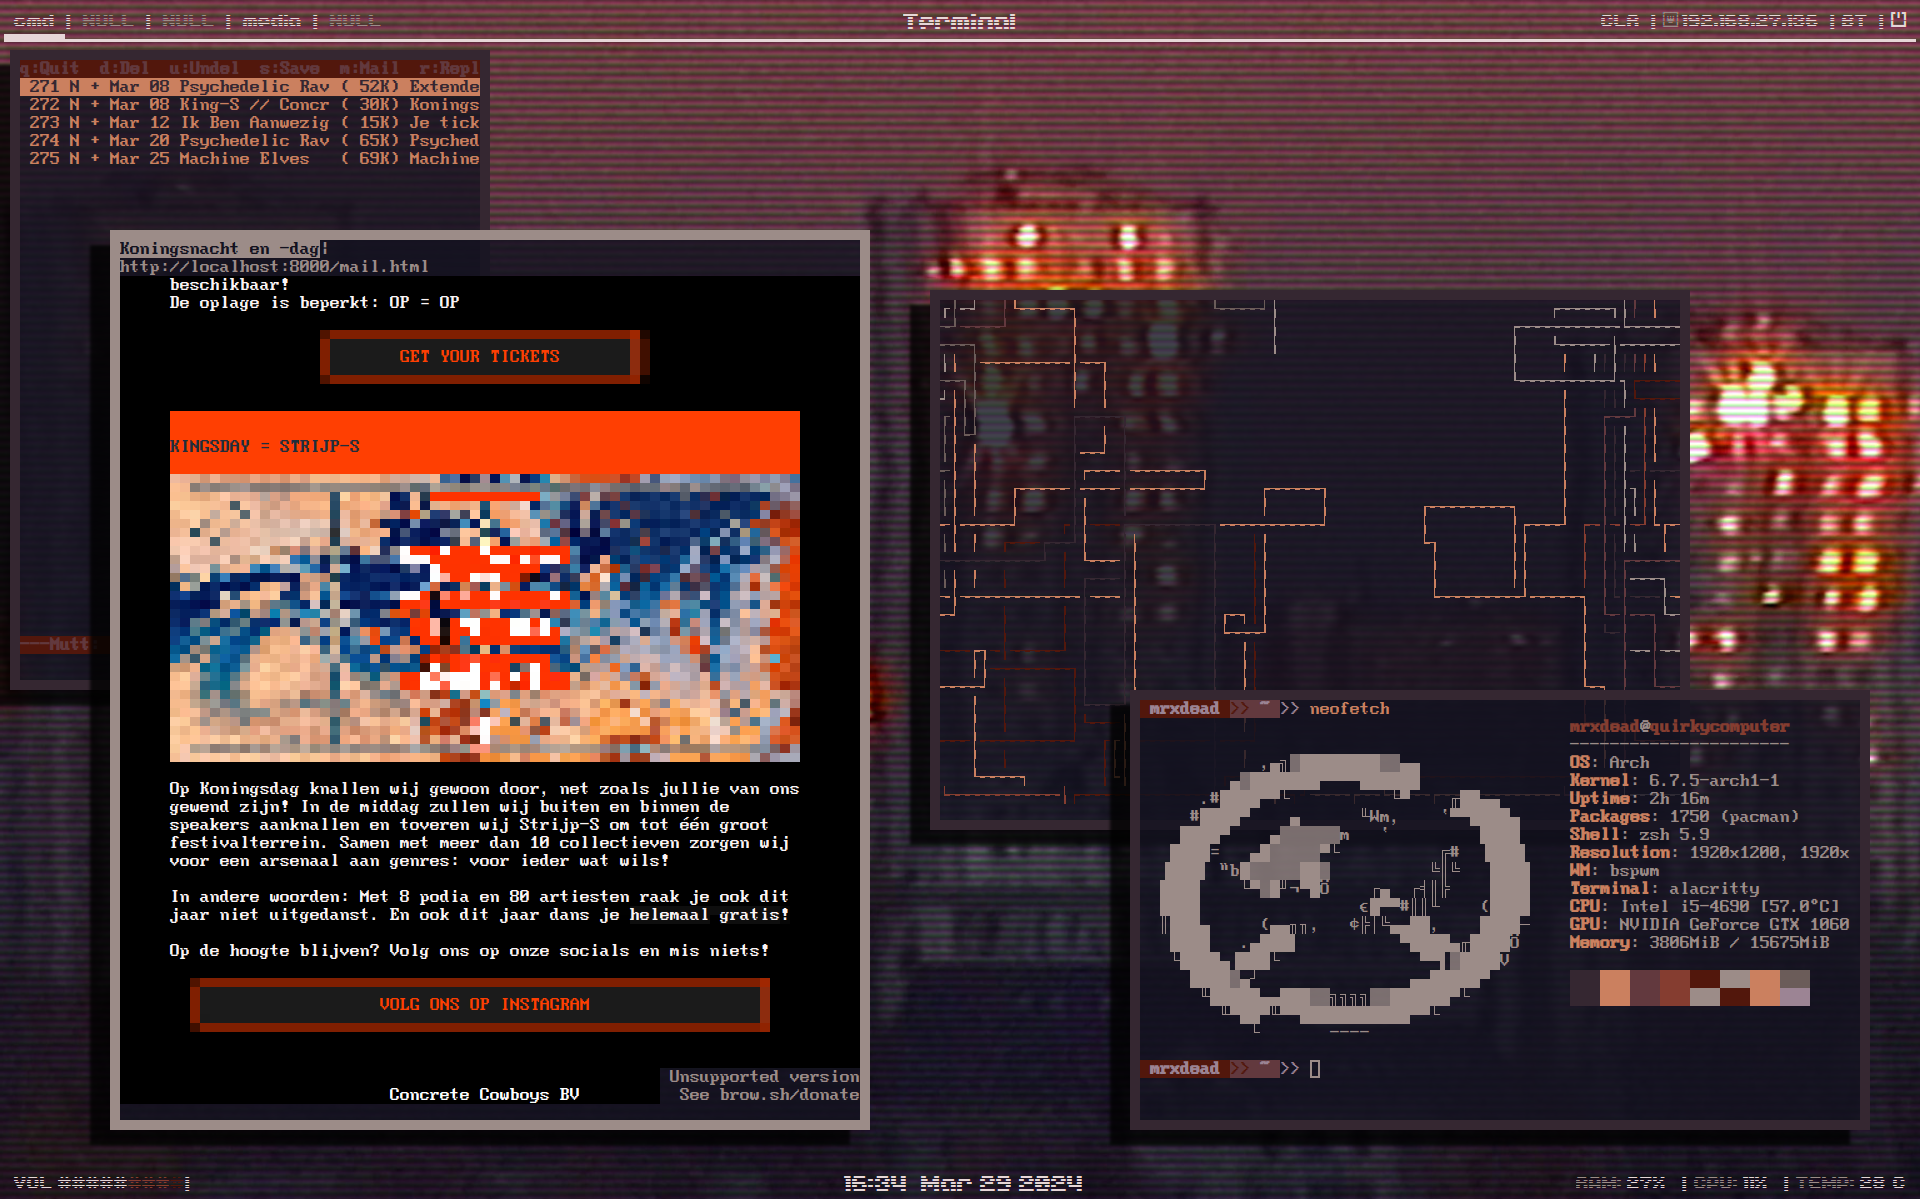 cmd | NULL | NULL | media | NULL
Terminal
CLR | 192.168.27.136 | BT |
q:Quit d:Del u:Undel s:Save m:Mail r:Repl
271 N + Mar 08 Psychedelic Rav ( 52K) Extende
272 N + Mar 08 King-S // Concr ( 30K) Konings
273 N + Mar 12 Ik Ben Aanwezig ( 15K) Je tick
274 N + Mar 20 Psychedelic Rav ( 65K) Psyched
275 N + Mar 25 Machine Elves ( 69K) Machine
---Mutt
Koningsnacht en -dag
http://localhost:8000/mail.html
beschikbaar!
De oplage is beperkt: OP = OP
GET YOUR TICKETS
KINGSDAY = STRIJP-S
Op Koningsdag knallen wij gewoon door, net zoals jullie van ons
gewend zijn! In de middag zullen wij buiten en binnen de
speakers aanknallen en toveren wij Strijp-S om tot één groot
festivalterrein. Samen met meer dan 10 collectieven zorgen wij
voor een arsenaal aan genres: voor ieder wat wils!
In andere woorden: Met 8 podia en 80 artiesten raak je ook dit
jaar niet uitgedanst. En ook dit jaar dans je helemaal gratis!
Op de hoogte blijven? Volg ons op onze socials en mis niets!
VOLG ONS OP INSTAGRAM
Concrete Cowboys BV
Unsupported version
See brow.sh/donate
mrxdead >> ~ >> neofetch
mrxdead@quirkycomputer
----------------------
OS: Arch
Kernel: 6.7.5-arch1-1
Uptime: 2h 16m
Packages: 1750 (pacman)
Shell: zsh 5.9
Resolution: 1920x1200, 1920x
WM: bspwm
Terminal: alacritty
CPU: Intel i5-4690 [57.0°C]
GPU: NVIDIA GeForce GTX 1060
Memory: 3806MiB / 15675MiB
mrxdead >> ~ >>
VOL ########## |
16:34 Mar 29 2024
RAM: 27% | CPU: 11% | TEMP: 28 C